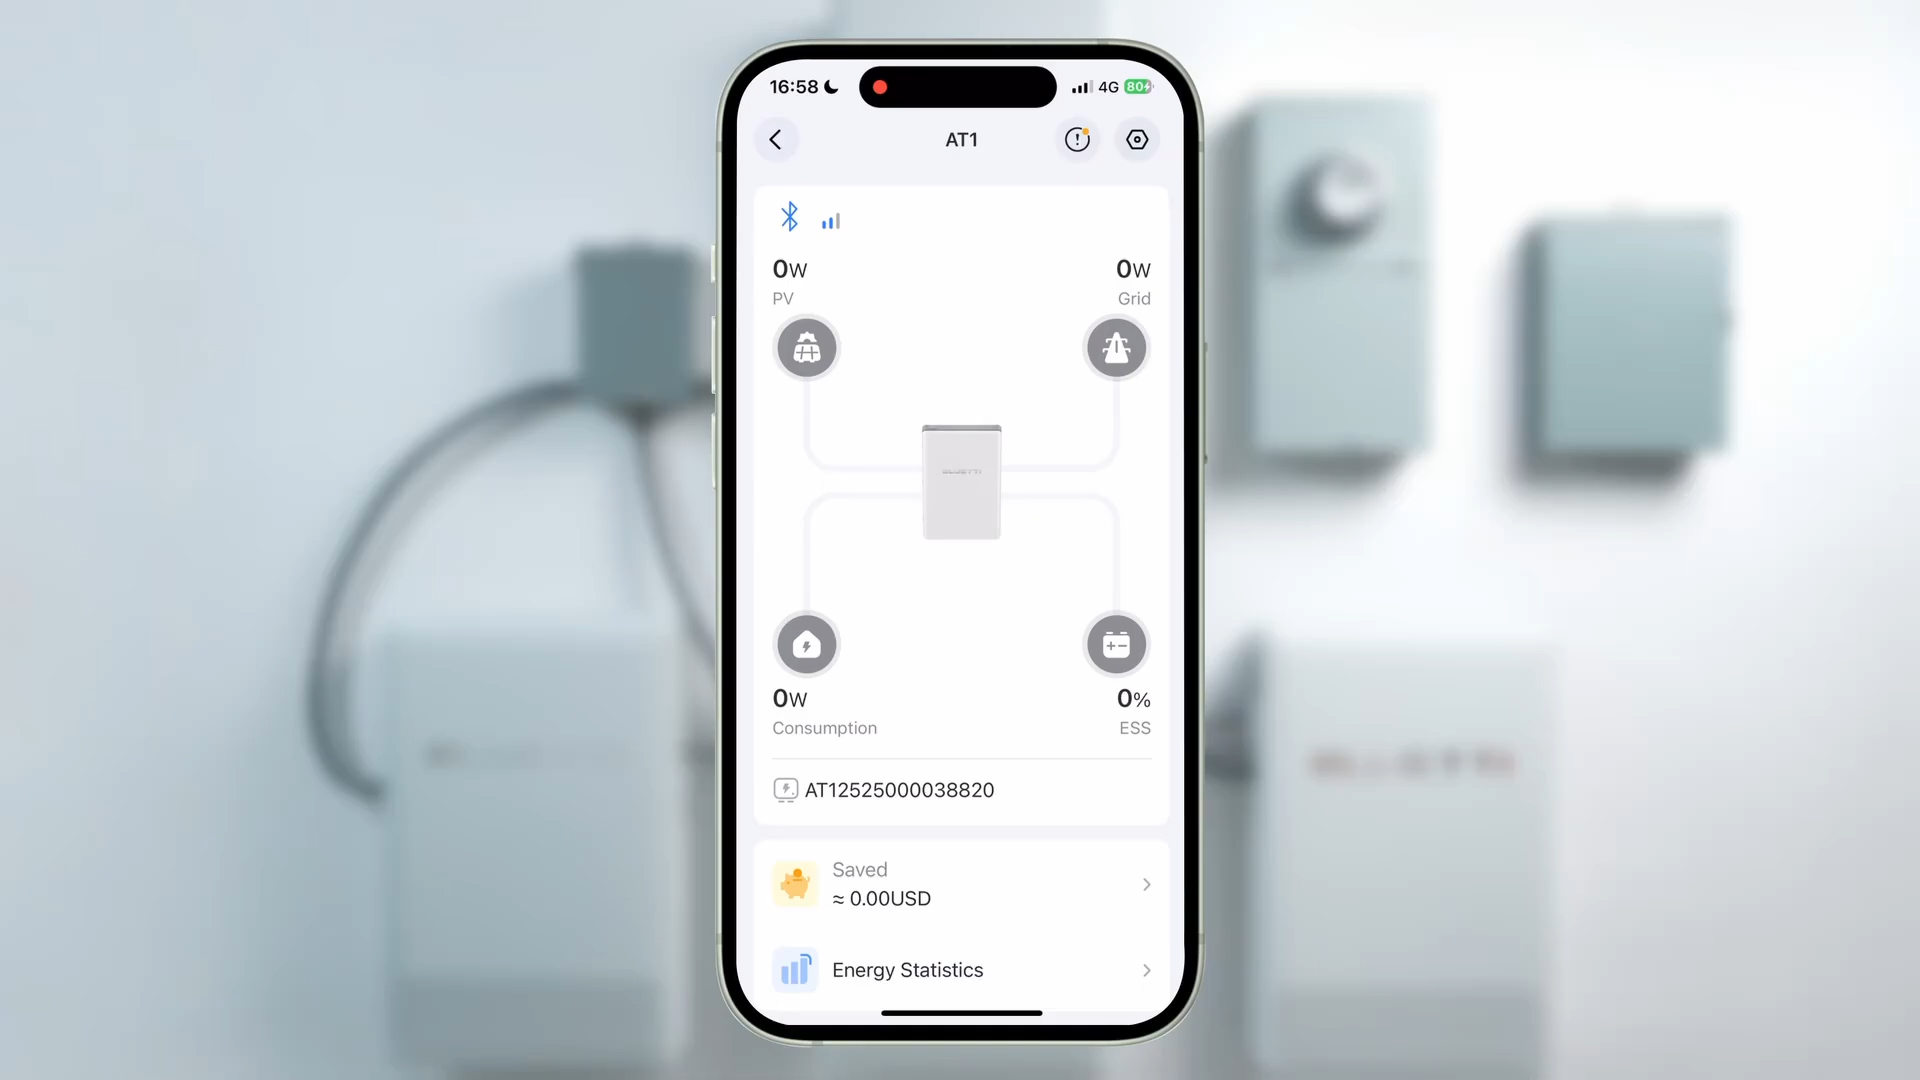 16:58
4G
80
AT1
0W
0W
PV
Grid
BLUETTI
0W
0%
Consumption
ESS
AT12525000038820
Saved
≈ 0.00USD
Energy Statistics